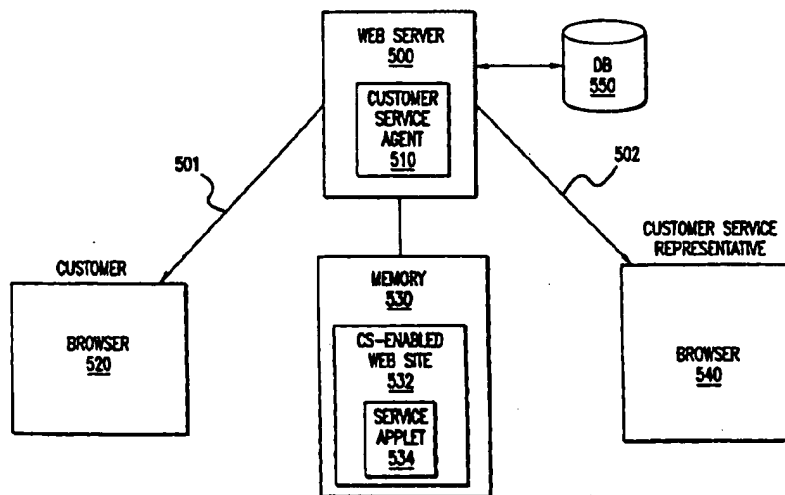 WEB SERVER
500
CUSTOMER
SERVICE
AGENT
510
DB
550
501
502
CUSTOMER
BROWSER
520
MEMORY
530
CS-ENABLED
WEB SITE
532
SERVICE
APPLET
534
CUSTOMER SERVICE
REPRESENTATIVE
BROWSER
540